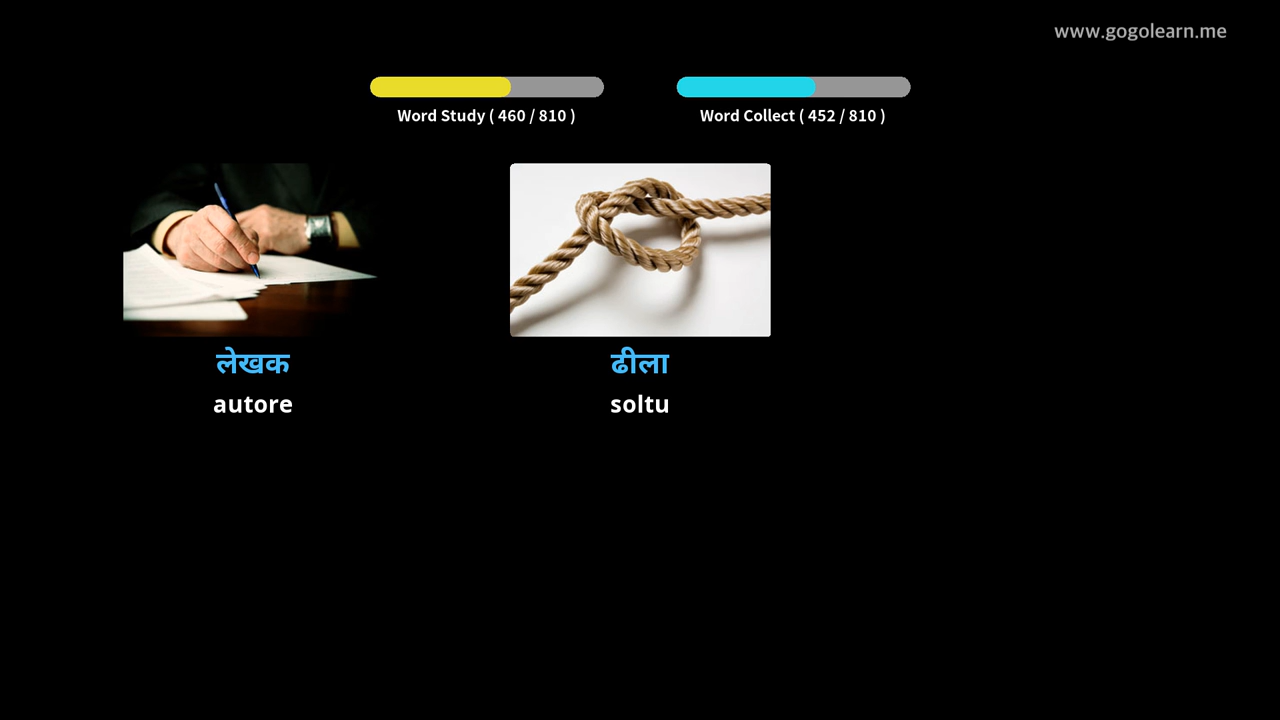 www.gogolearn.me
Word Study ( 460 / 810 )
Word Collect ( 452 / 810 )
लेखक
autore
ढीला
soltu